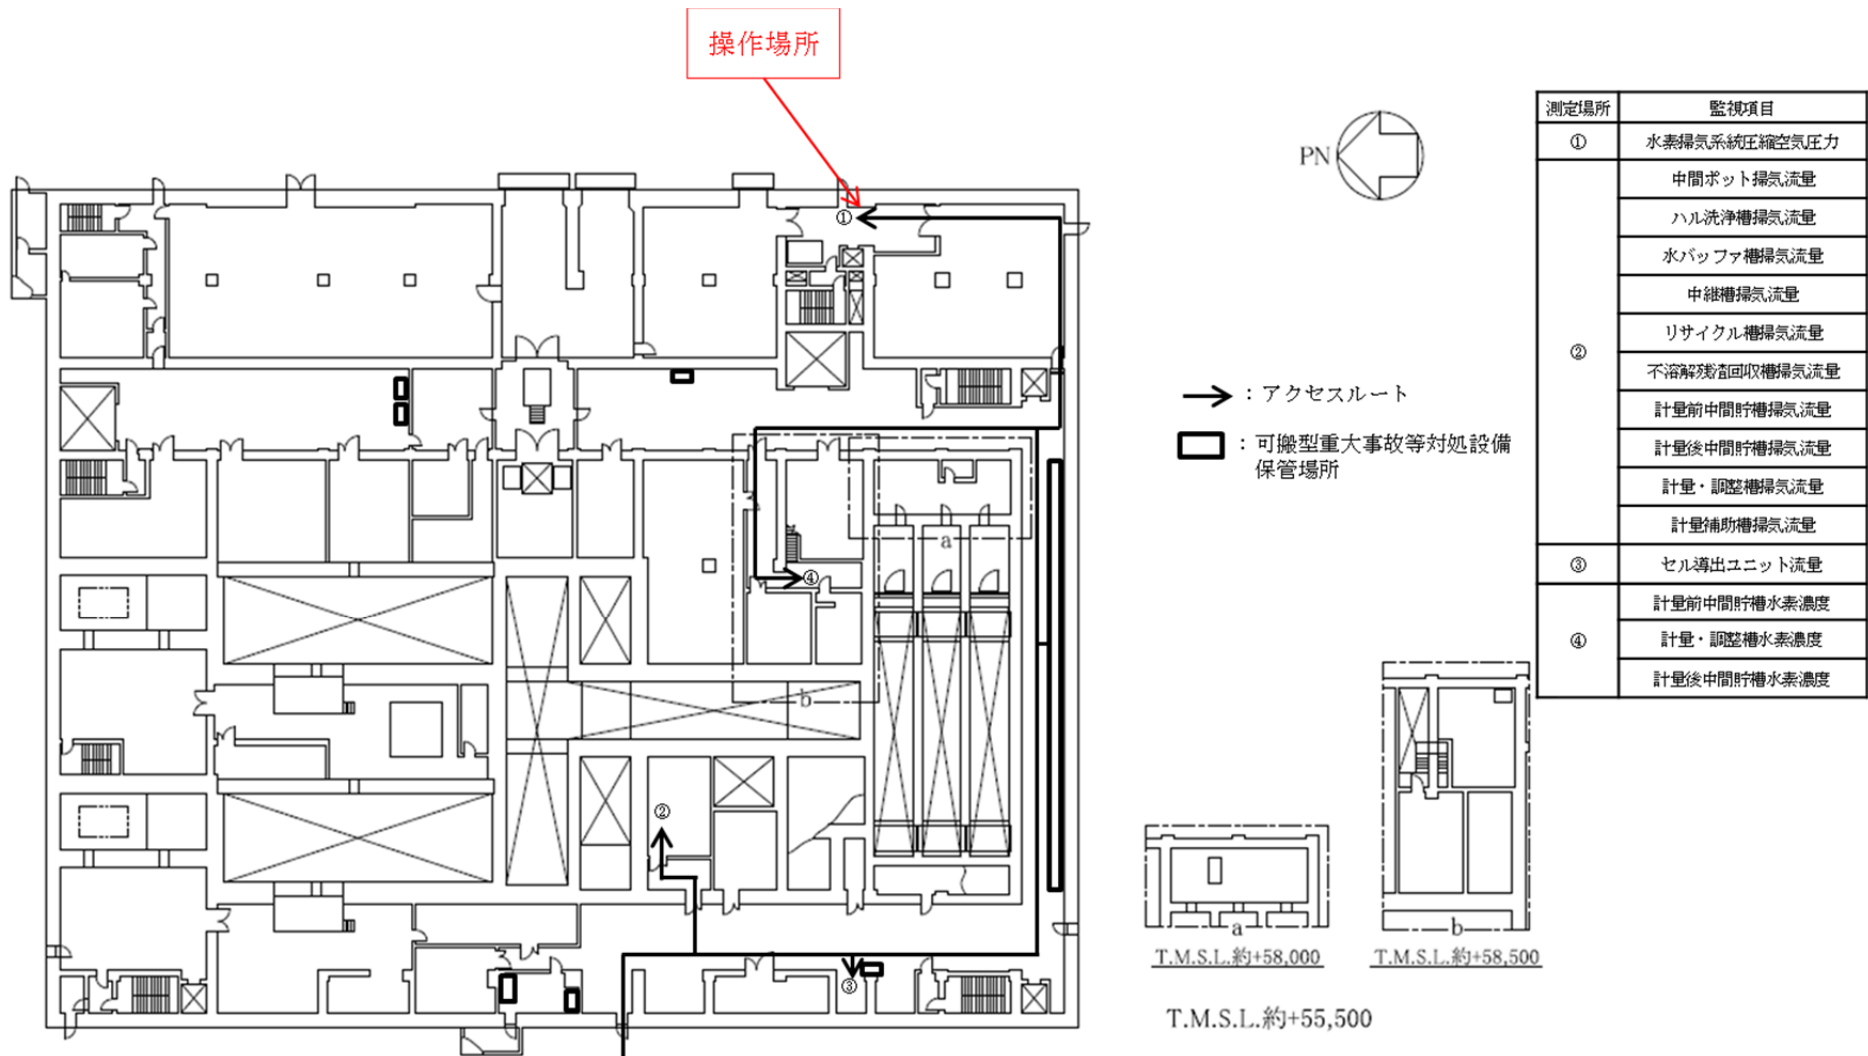 操作場所
PN
測定場所 監視項目
① 水素掃気系統圧縮空気圧力
② 中間ポット掃気流量
ハル洗浄槽掃気流量
水バッファ槽掃気流量
中継槽掃気流量
リサイクル槽掃気流量
不溶解残渣回収槽掃気流量
計量前中間貯槽掃気流量
計量後中間貯槽掃気流量
計量・調整槽掃気流量
計量補助槽掃気流量
③ セル導出ユニット流量
④ 計量前中間貯槽水素濃度
計量・調整槽水素濃度
計量後中間貯槽水素濃度
：アクセスルート
：可搬型重大事故等対処設備
保管場所
①
a
④
b
②
③
a
T.M.S.L.約+58,000
b
T.M.S.L.約+58,500
T.M.S.L.約+55,500